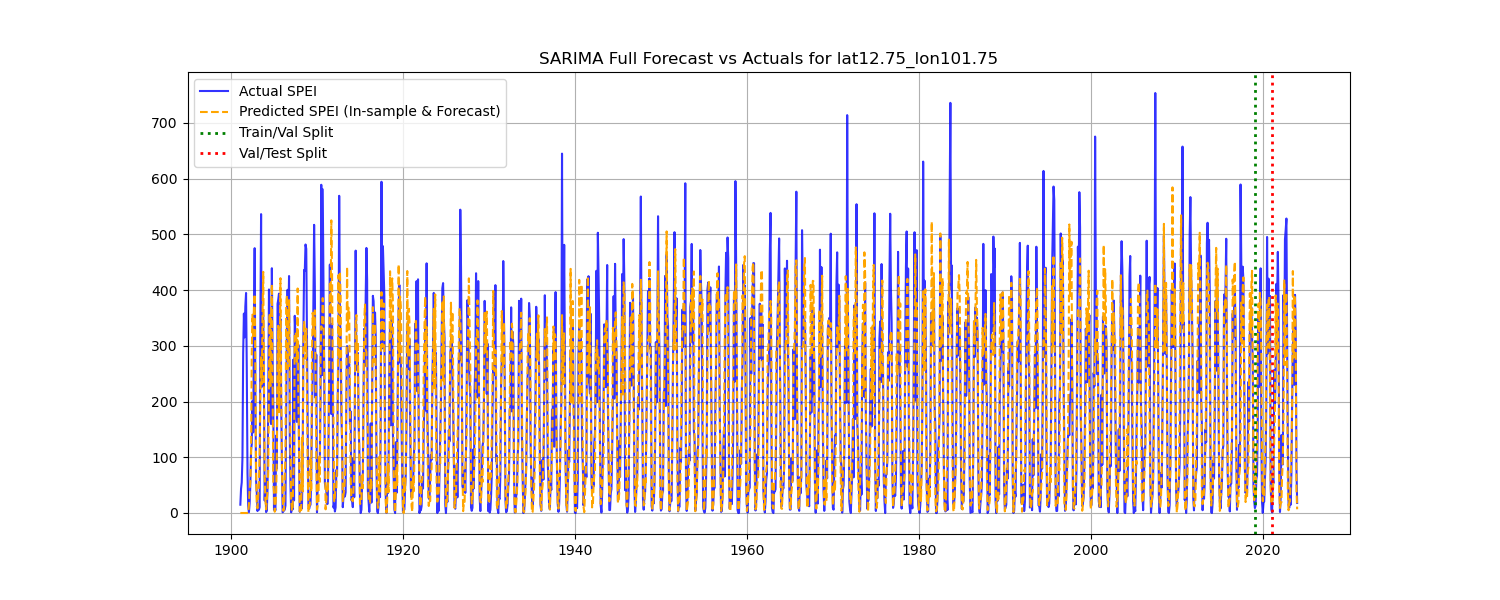 SARIMA Full Forecast vs Actuals for lat12.75_lon101.75
Actual SPEI
Predicted SPEI (In-sample & Forecast)
Train/Val Split
Val/Test Split
700
600
500
400
300
200
100
0
1900 1920 1940 1960 1980 2000 2020